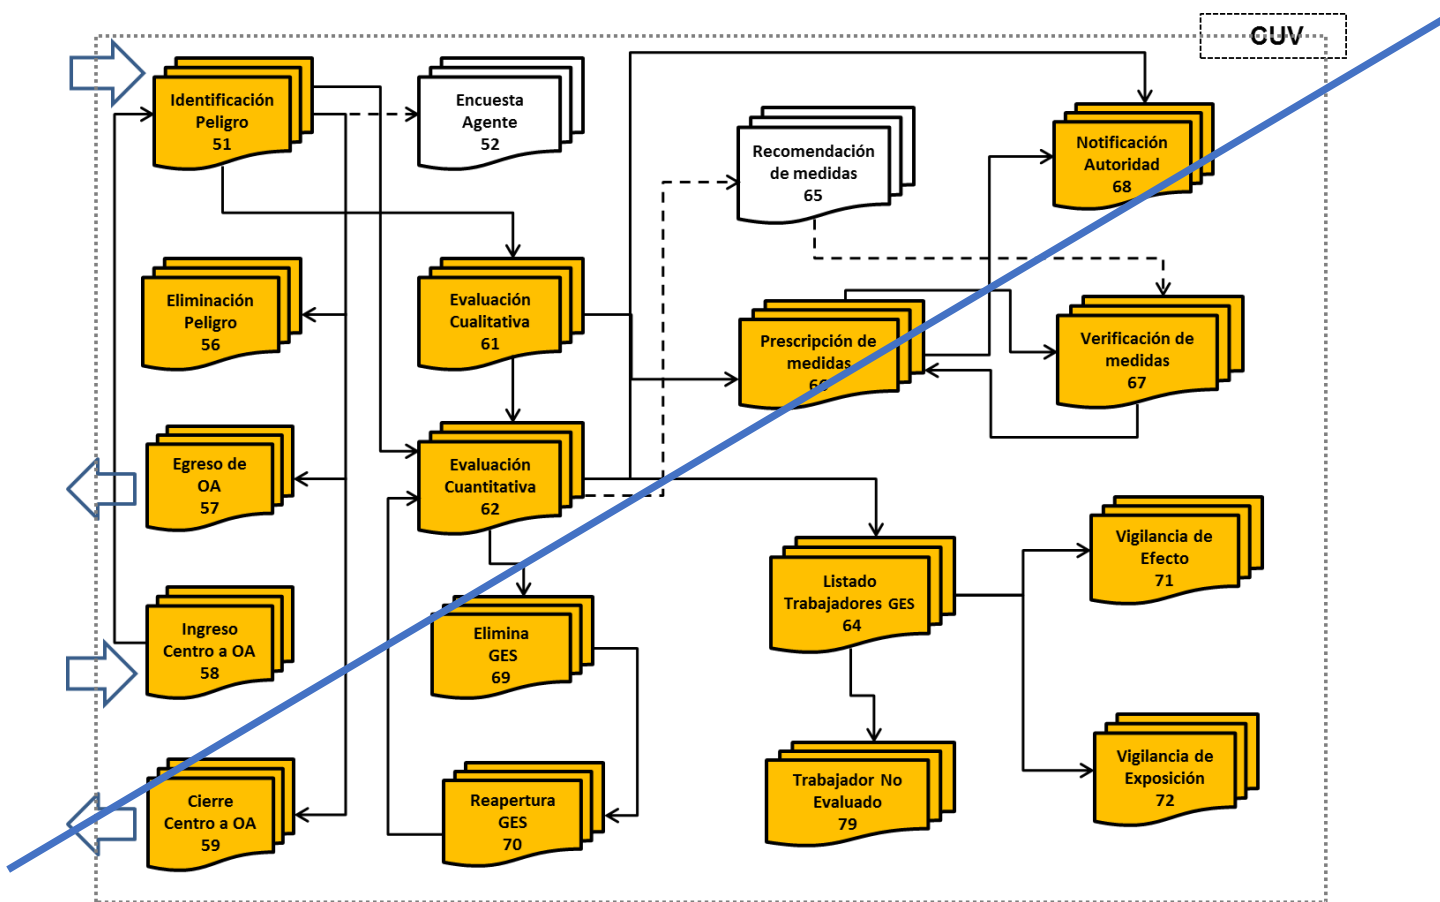 CUV
Identificación
Peligro
51
Encuesta
Agente
52
Recomendación
de medidas
65
Notificación
Autoridad
68
Eliminación
Peligro
56
Evaluación
Cualitativa
61
Prescripción de
medidas
66
Verificación de
medidas
67
Egreso de
OA
57
Evaluación
Cuantitativa
62
Vigilancia de
Efecto
71
Listado
Trabajadores GES
64
Ingreso
Centro a OA
58
Elimina
GES
69
Vigilancia de
Exposición
72
Trabajador No
Evaluado
79
Cierre
Centro a OA
59
Reapertura
GES
70